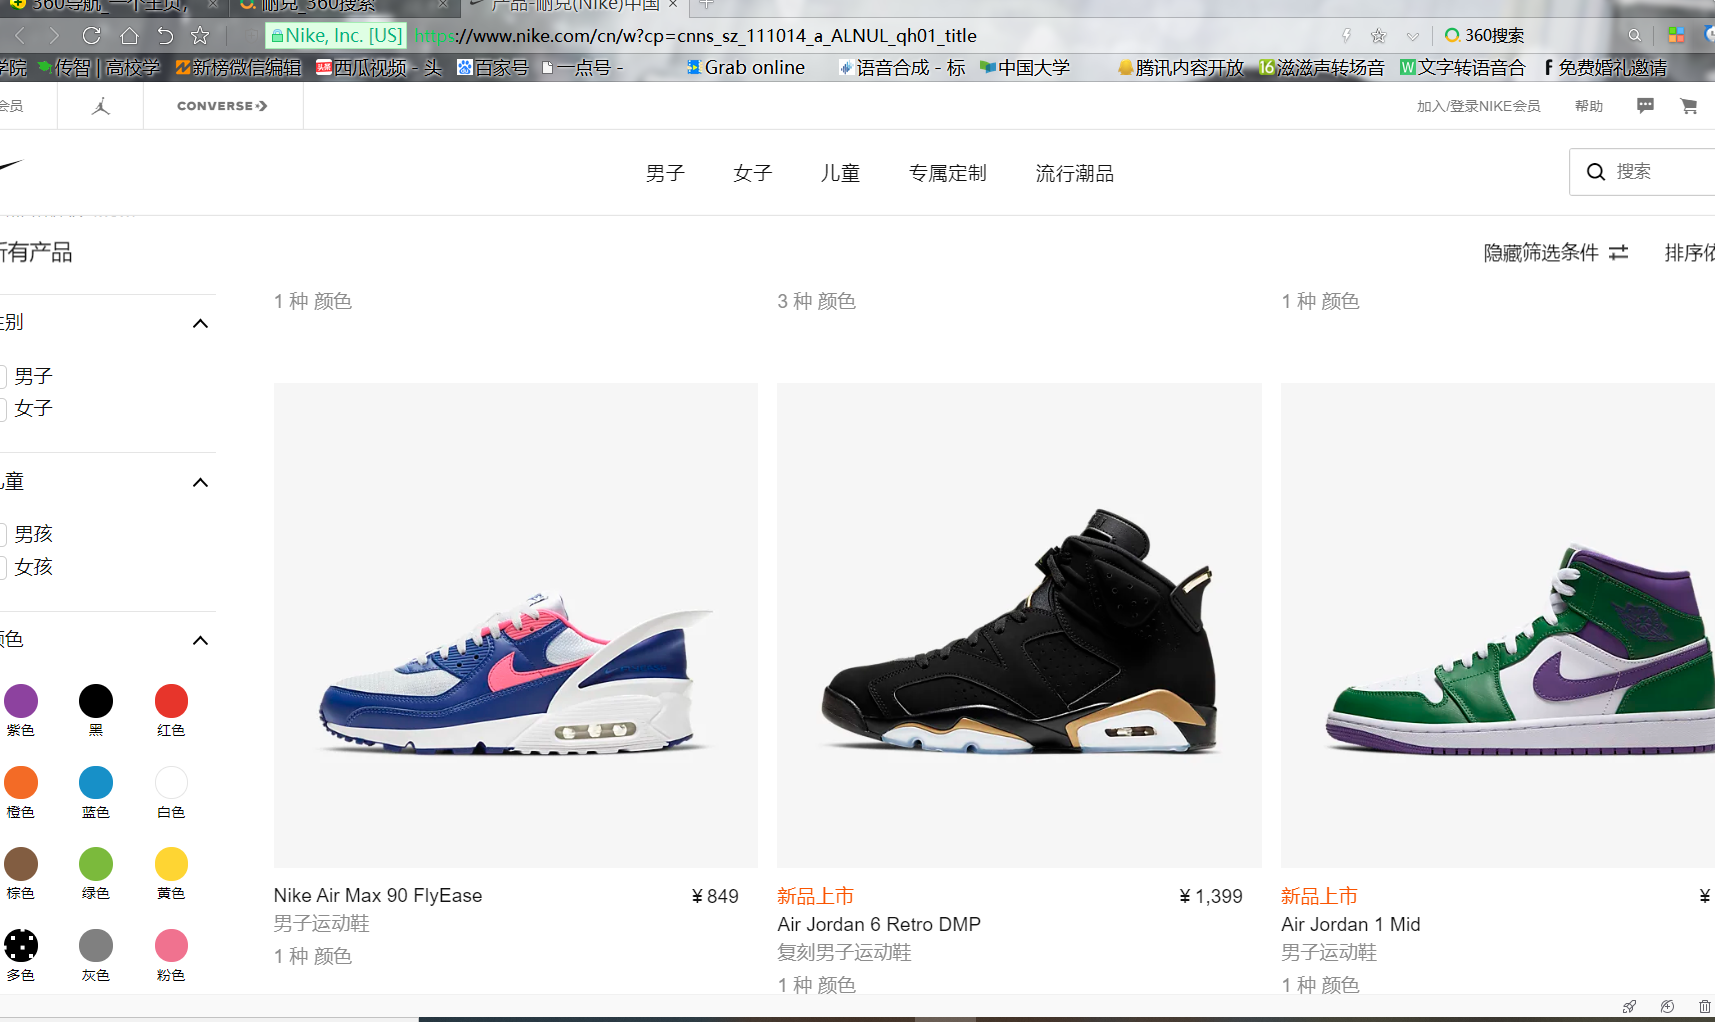 360导航_一个主页,
耐克_360搜索
产品-耐克(Nike)中国
Nike, Inc. [US]
https://www.nike.com/cn/w?cp=cnns_sz_111014_a_ALNUL_qh01_title
360搜索
学院
传智 | 高校学
新榜微信编辑
西瓜视频 - 头
百家号
一点号 -
Grab online
语音合成 - 标
中国大学
腾讯内容开放
滋滋声转场音
文字转语音合
免费婚礼邀请
会员
CONVERSE
加入/登录NIKE会员
帮助
男子
女子
儿童
专属定制
流行潮品
搜索
所有产品
隐藏筛选条件
排序依
1 种 颜色
3 种 颜色
1 种 颜色
性别
男子
女子
儿童
男孩
女孩
颜色
紫色
黑
红色
橙色
蓝色
白色
棕色
绿色
黄色
多色
灰色
粉色
Nike Air Max 90 FlyEase
¥ 849
男子运动鞋
1 种 颜色
新品上市
¥ 1,399
Air Jordan 6 Retro DMP
复刻男子运动鞋
1 种 颜色
新品上市
¥
Air Jordan 1 Mid
男子运动鞋
1 种 颜色